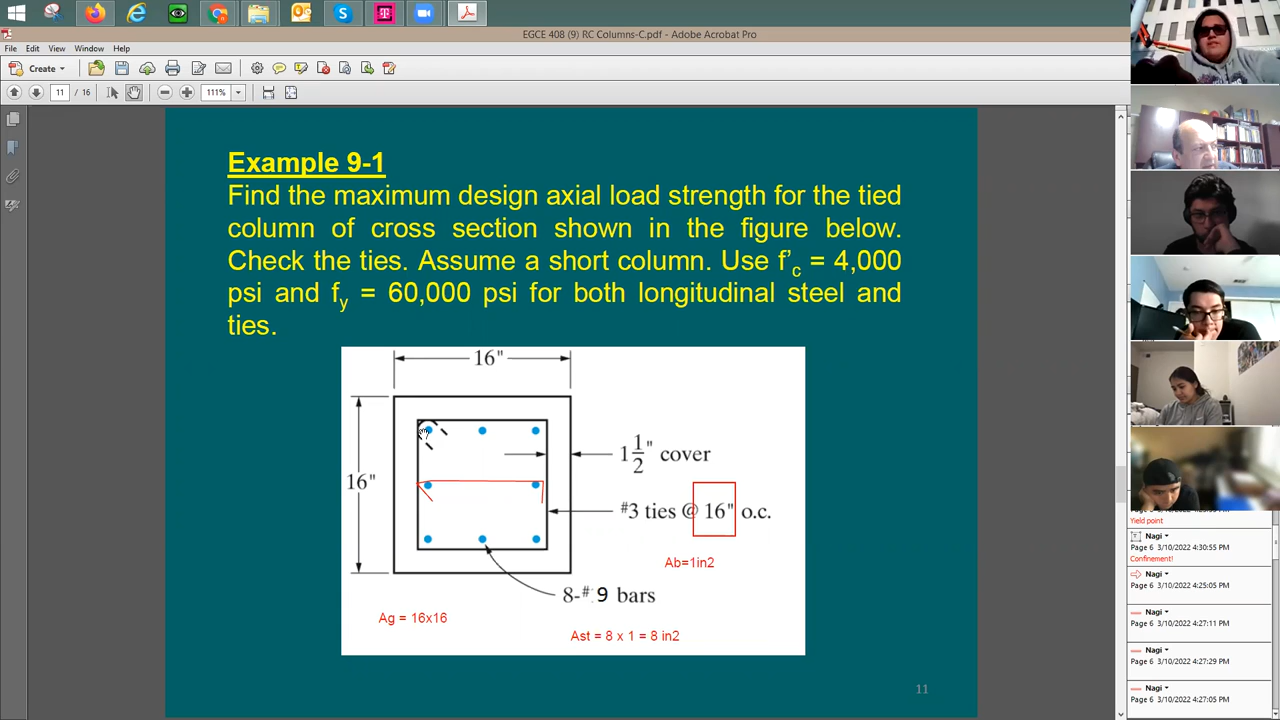 EGCE 408 (9) RC Columns-C.pdf - Adobe Acrobat Pro
File Edit View Window Help
Create
11 / 16 111%
Example 9-1
Find the maximum design axial load strength for the tied
column of cross section shown in the figure below.
Check the ties. Assume a short column. Use f'c = 4,000
psi and fy = 60,000 psi for both longitudinal steel and
ties.
16"
16"
1 1/2" cover
#3 ties @ 16" o.c.
Ab=1in2
8-# 9 bars
Ag = 16x16
Ast = 8 x 1 = 8 in2
11
Yield point
Nagi
Page 6 3/10/2022 4:30:55 PM
Confinement!
Nagi
Page 6 3/10/2022 4:25:05 PM
Nagi
Page 6 3/10/2022 4:27:11 PM
Nagi
Page 6 3/10/2022 4:27:29 PM
Nagi
Page 6 3/10/2022 4:27:05 PM